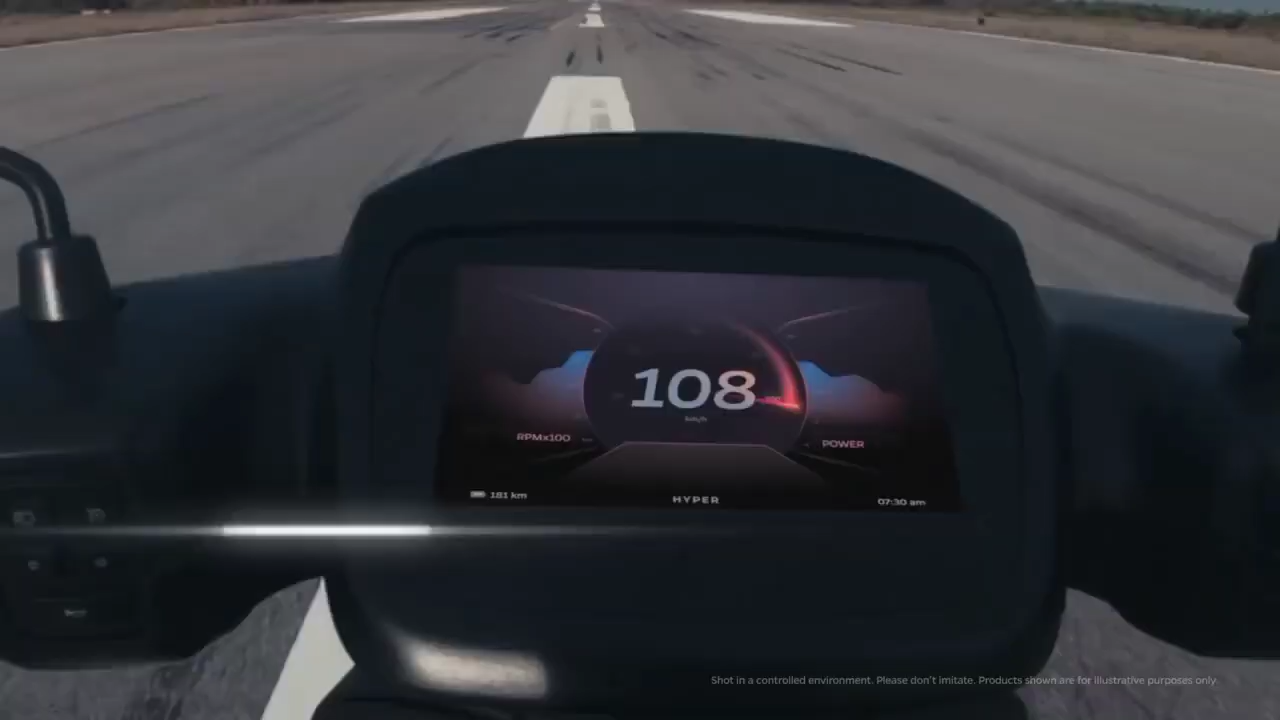 108
km/h
RPMx100
POWER
181 km
HYPER
07:30 am
Shot in a controlled environment. Please don't imitate. Products shown are for illustrative purposes only.